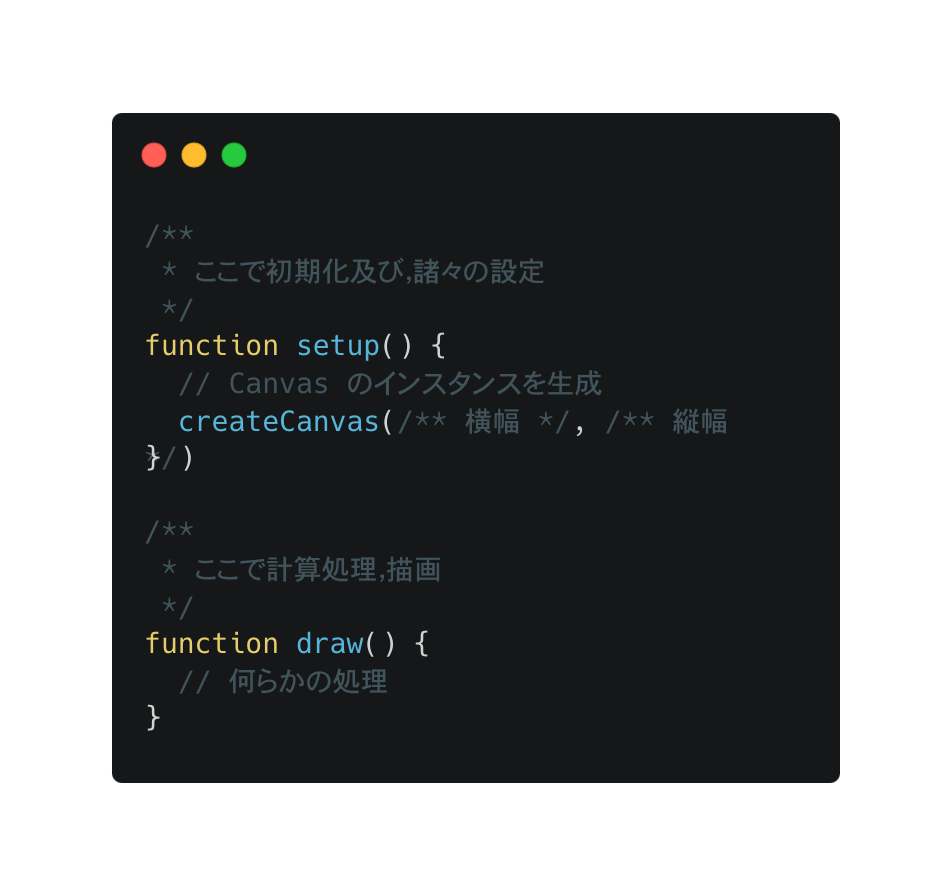 /**
 * ここで初期化及び,諸々の設定
 */
function setup() {
  // Canvas のインスタンスを生成
  createCanvas(/** 横幅 */, /** 縦幅
*/)
}

/**
 * ここで計算処理,描画
 */
function draw() {
  // 何らかの処理
}